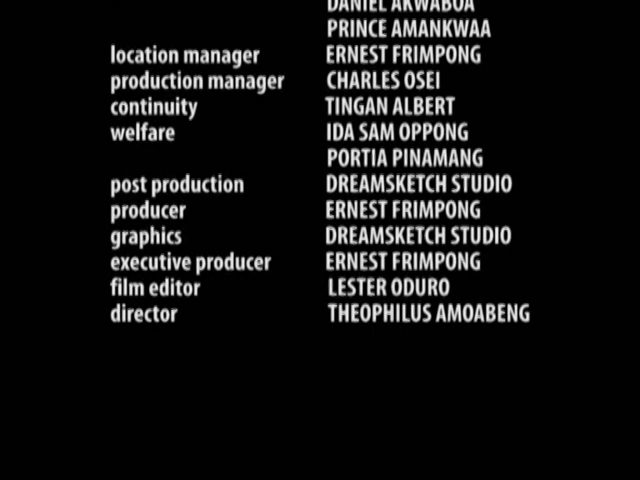 DANIEL AKWABOA
PRINCE AMANKWAA
location manager ERNEST FRIMPONG
production manager CHARLES OSEI
continuity TINGAN ALBERT
welfare IDA SAM OPPONG
PORTIA PINAMANG
post production DREAMSKETCH STUDIO
producer ERNEST FRIMPONG
graphics DREAMSKETCH STUDIO
executive producer ERNEST FRIMPONG
film editor LESTER ODURO
director THEOPHILUS AMOABENG